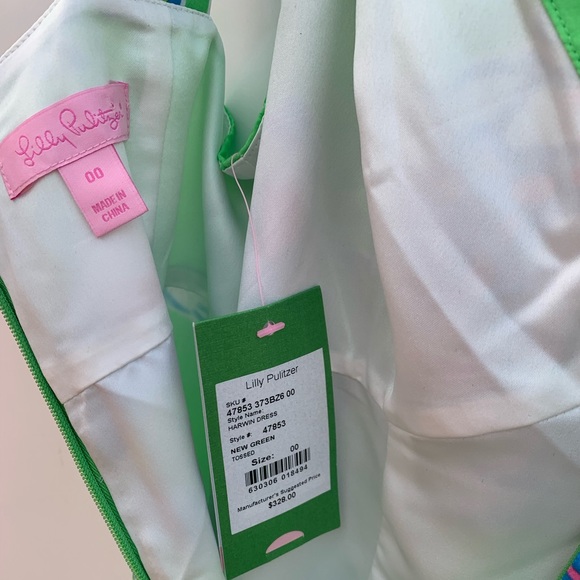 Lilly Pulitzer
00
MADE IN
CHINA
Lilly Pulitzer
SKU #
47853 373BZ6 00
Style Name:
HARWIN DRESS
Style #: 47853
NEW GREEN
TOSSED
Size: 00
630306 018494
Manufacturer's Suggested Price
$328.00